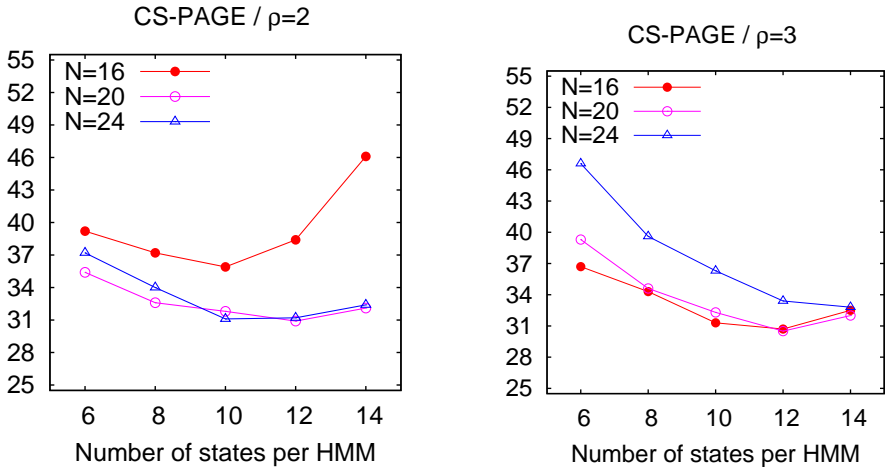 CS-PAGE / ρ=2
55
52
49
46
43
40
37
34
31
28
25
N=16
N=20
N=24
6 8 10 12 14
Number of states per HMM
CS-PAGE / ρ=3
55
52
49
46
43
40
37
34
31
28
25
N=16
N=20
N=24
6 8 10 12 14
Number of states per HMM